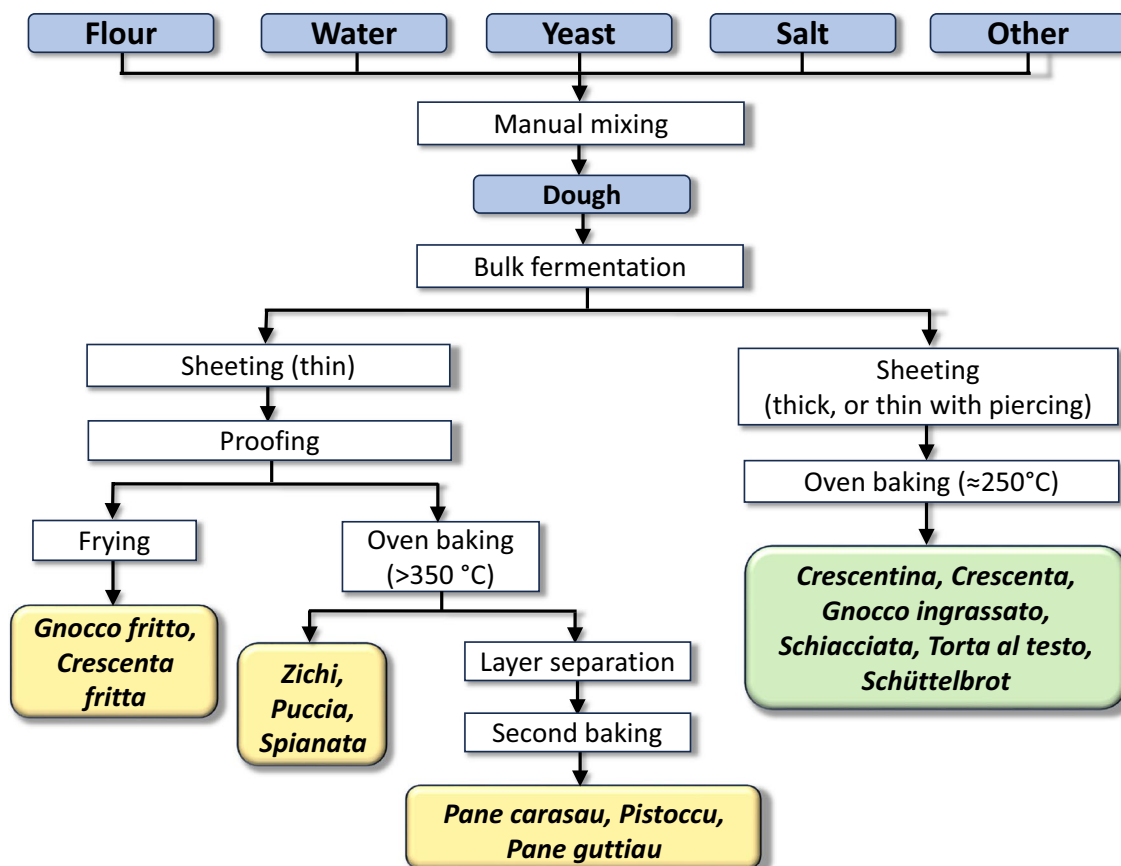 Flour
Water
Yeast
Salt
Other
Manual mixing
Dough
Bulk fermentation
Sheeting (thin)
Proofing
Frying
Gnocco fritto,
Crescenta
fritta
Oven baking
(>350 °C)
Zichi,
Puccia,
Spianata
Layer separation
Second baking
Pane carasau, Pistoccu,
Pane guttiau
Sheeting
(thick, or thin with piercing)
Oven baking (≈250°C)
Crescentina, Crescenta,
Gnocco ingrassato,
Schiacciata, Torta al testo,
Schüttelbrot